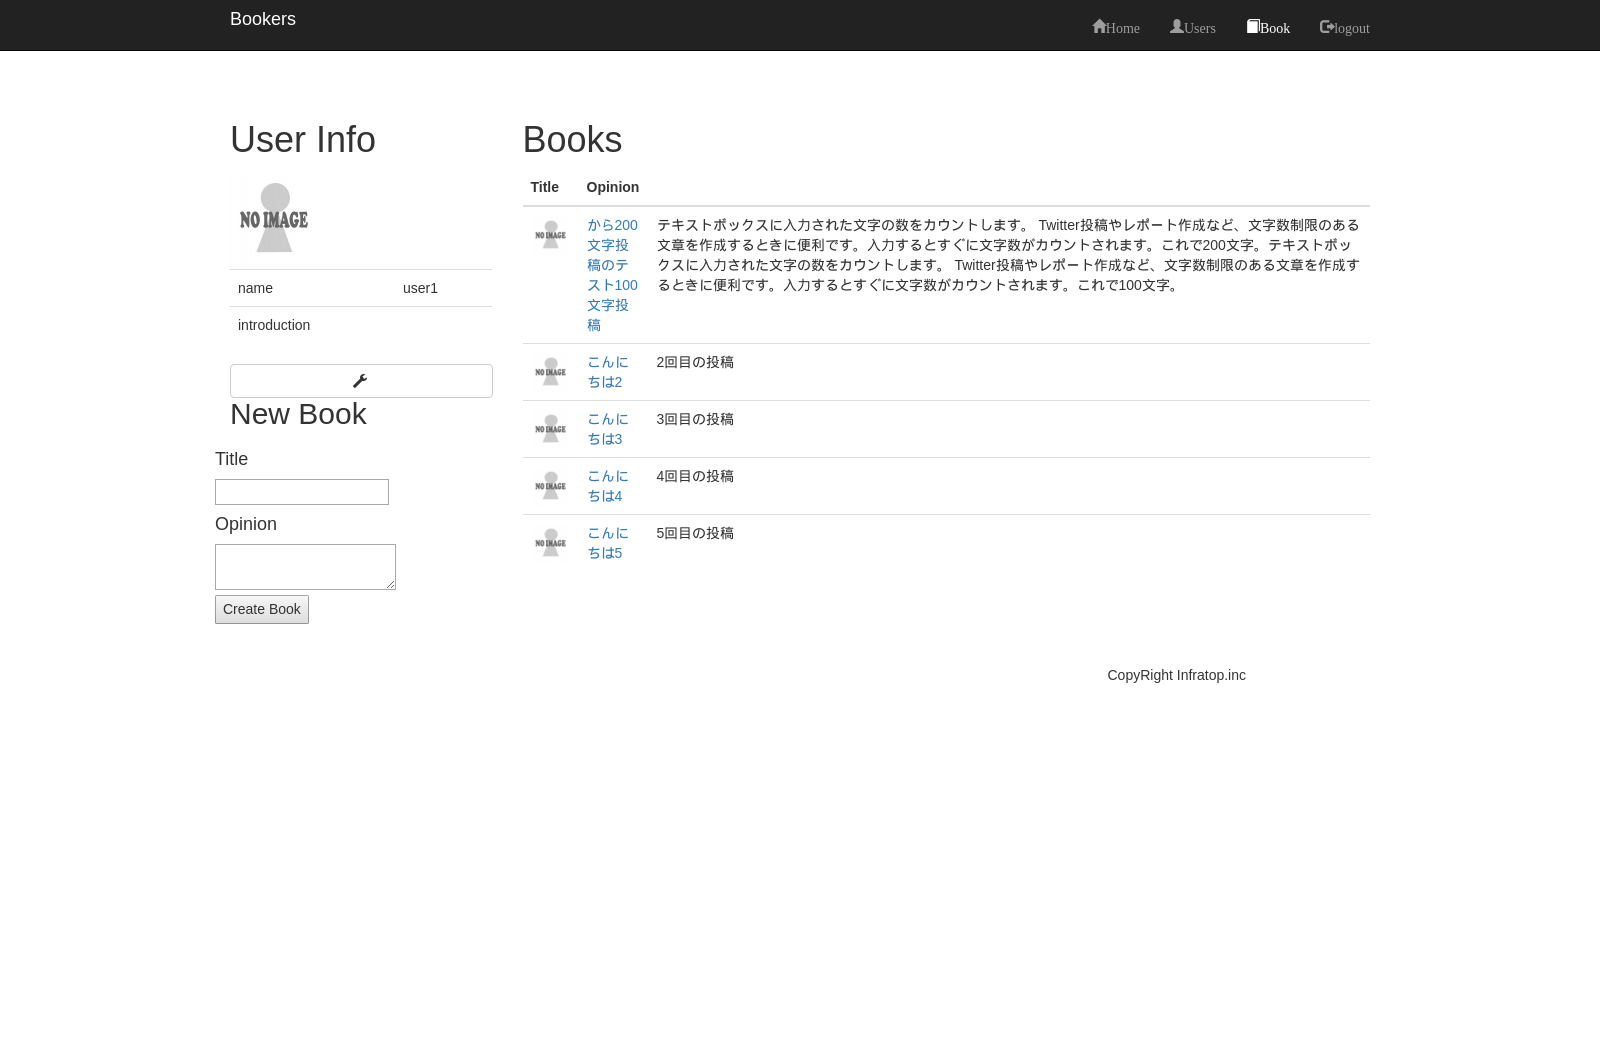 Bookers
Home Users Book logout
User Info
NO IMAGE
name user1
introduction
New Book
Title
Opinion
Create Book
Books
Title Opinion
NO IMAGE
から200
文字投
稿のテ
スト100
文字投
稿
テキストボックスに入力された文字の数をカウントします。 Twitter投稿やレポート作成など、文字数制限のある
文章を作成するときに便利です。入力するとすぐに文字数がカウントされます。これで200文字。テキストボッ
クスに入力された文字の数をカウントします。 Twitter投稿やレポート作成など、文字数制限のある文章を作成す
るときに便利です。入力するとすぐに文字数がカウントされます。これで100文字。
NO IMAGE
こんに
ちは2
2回目の投稿
NO IMAGE
こんに
ちは3
3回目の投稿
NO IMAGE
こんに
ちは4
4回目の投稿
NO IMAGE
こんに
ちは5
5回目の投稿
CopyRight Infratop.inc